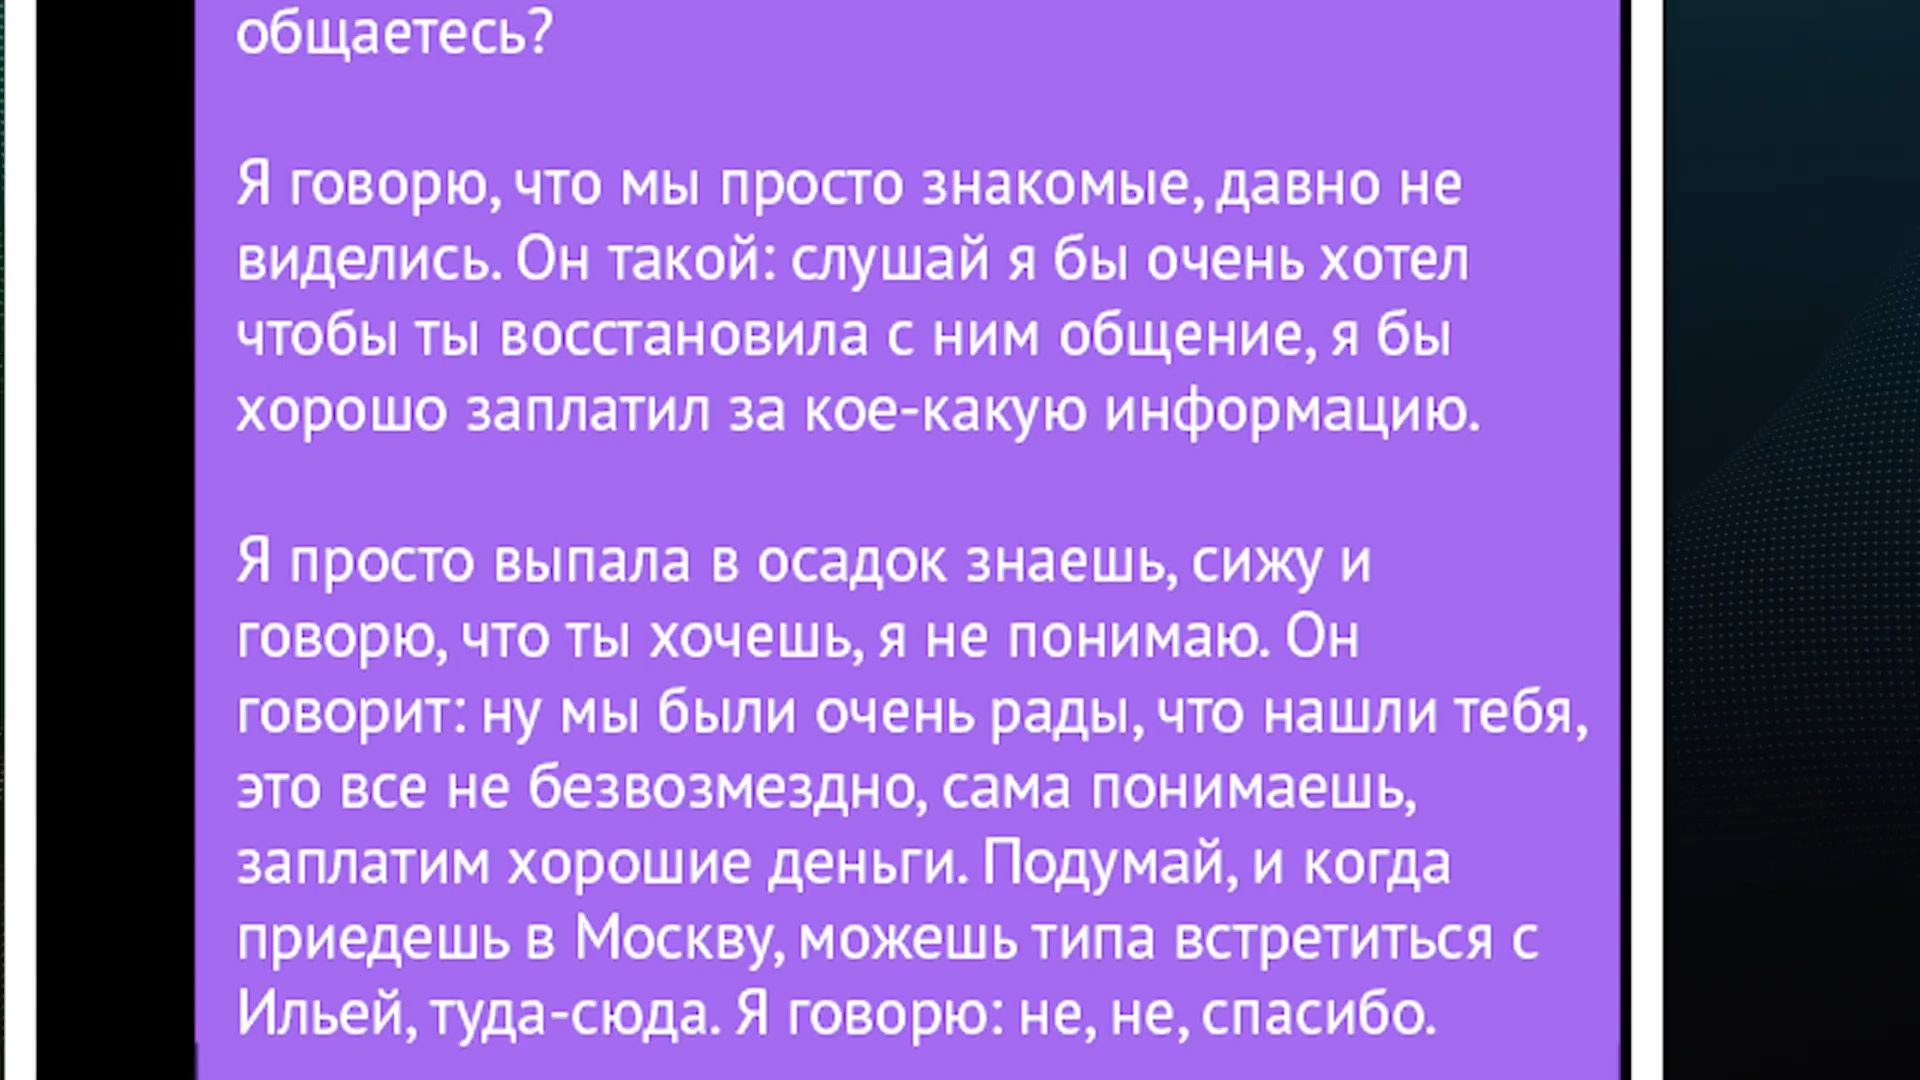 общаетесь?
Я говорю, что мы просто знакомые, давно не
виделись. Он такой: слушай я бы очень хотел
чтобы ты восстановила с ним общение, я бы
хорошо заплатил за кое-какую информацию.
Я просто выпала в осадок знаешь, сижу и
говорю, что ты хочешь, я не понимаю. Он
говорит: ну мы были очень рады, что нашли тебя,
это все не безвозмездно, сама понимаешь,
заплатим хорошие деньги. Подумай, и когда
приедешь в Москву, можешь типа встретиться с
Ильей, туда-сюда. Я говорю: не, не, спасибо.